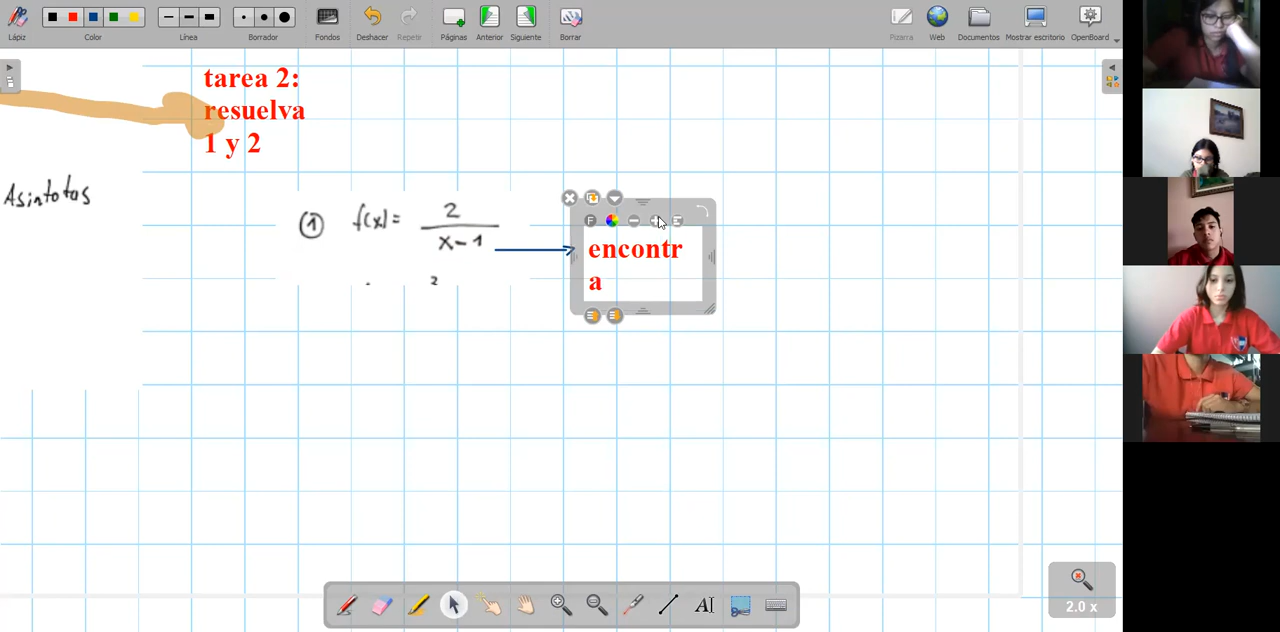 Lápiz
Color
Línea
Borrador
Fondos
Deshacer
Repetir
Páginas
Anterior
Siguiente
Borrar
Pizarra
Web
Documentos
Mostrar escritorio
OpenBoard
tarea 2:
resuelva
1 y 2
Asintotas
① f(x) = 2
x - 1
2
F
encontr
a
AI
2.0 x